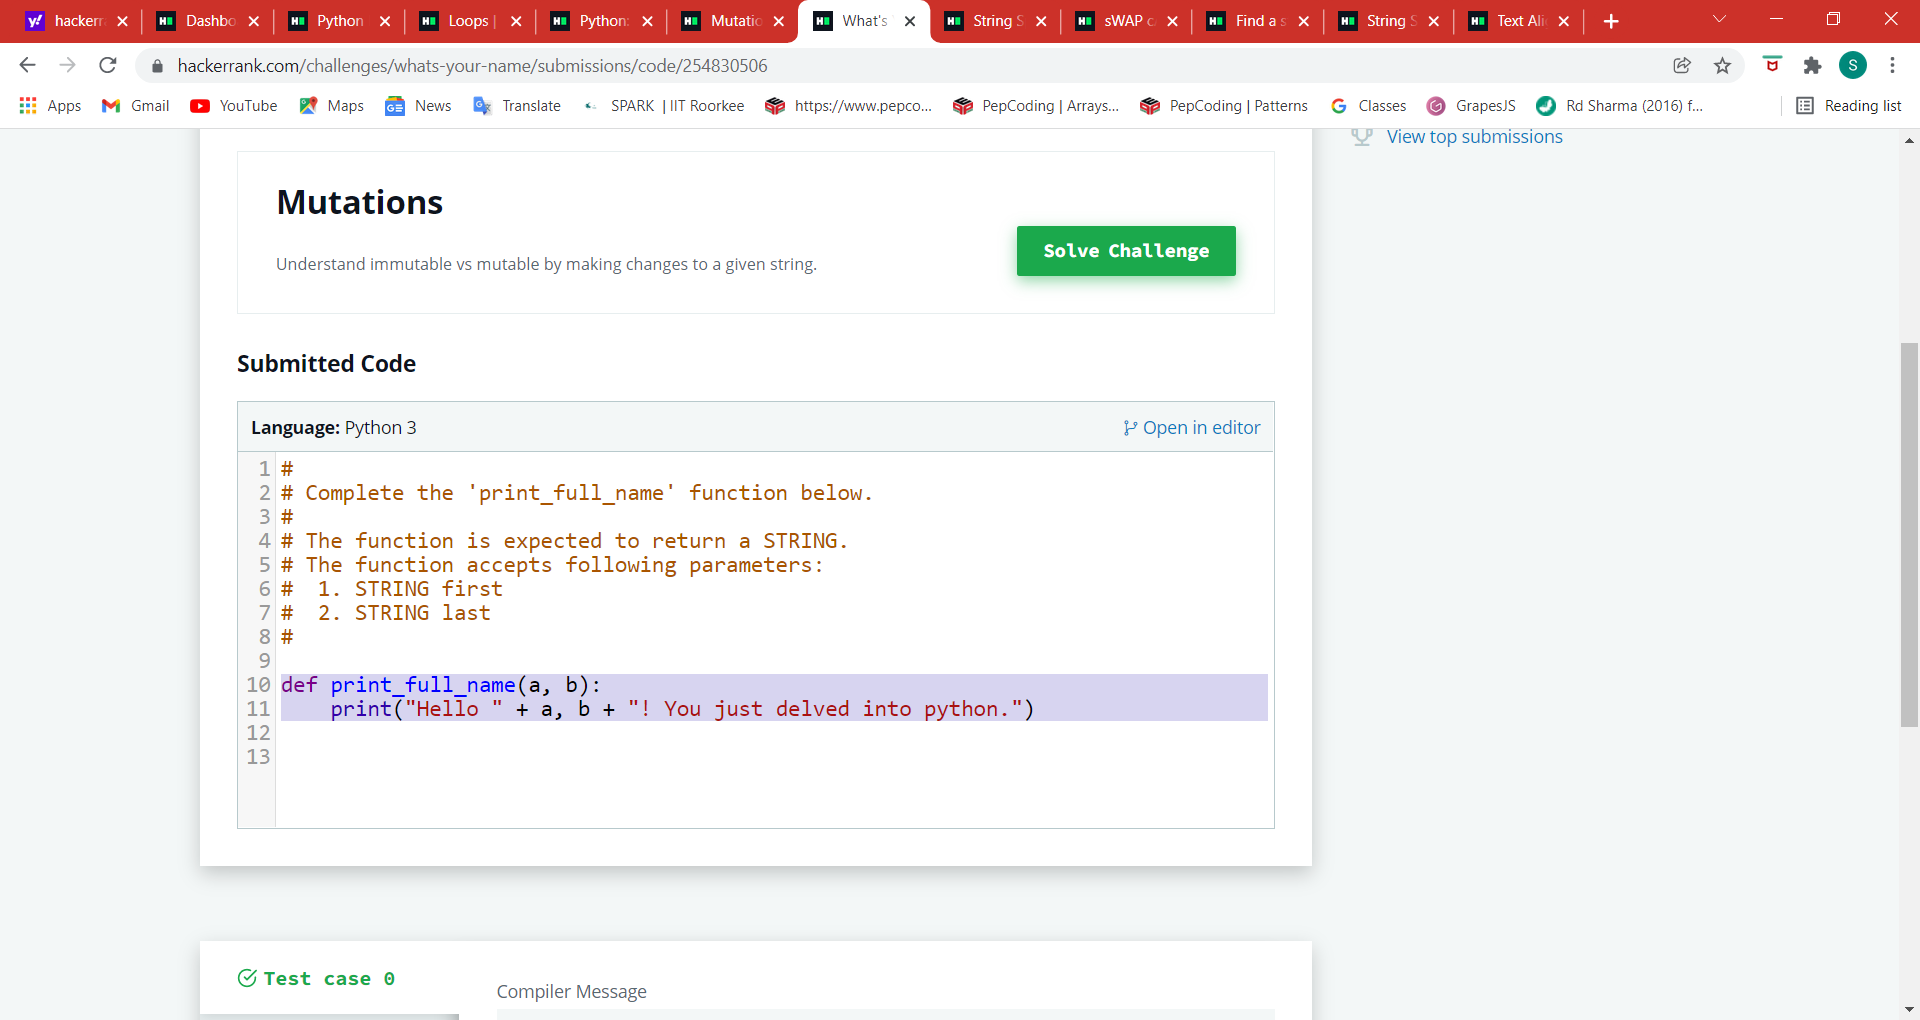 hackerr
Dashbo
Python
Loops |
Python:
Mutatio
What's
String S
sWAP c
Find a s
String S
Text Ali
hackerrank.com/challenges/whats-your-name/submissions/code/254830506
S
Apps
Gmail
YouTube
Maps
News
Translate
SPARK | IIT Roorkee
https://www.pepco...
PepCoding | Arrays...
PepCoding | Patterns
Classes
GrapesJS
Rd Sharma (2016) f...
Reading list
View top submissions
Mutations
Solve Challenge
Understand immutable vs mutable by making changes to a given string.
Submitted Code
Language: Python 3
Open in editor
1 #
2 # Complete the 'print_full_name' function below.
3 #
4 # The function is expected to return a STRING.
5 # The function accepts following parameters:
6 #  1. STRING first
7 #  2. STRING last
8 #
9
10 def print_full_name(a, b):
11     print("Hello " + a, b + "! You just delved into python.")
12
13
Test case 0
Compiler Message